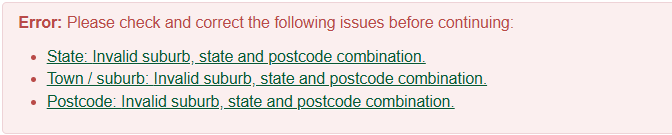 Error: Please check and correct the following issues before continuing:
State: Invalid suburb, state and postcode combination.
Town / suburb: Invalid suburb, state and postcode combination.
Postcode: Invalid suburb, state and postcode combination.